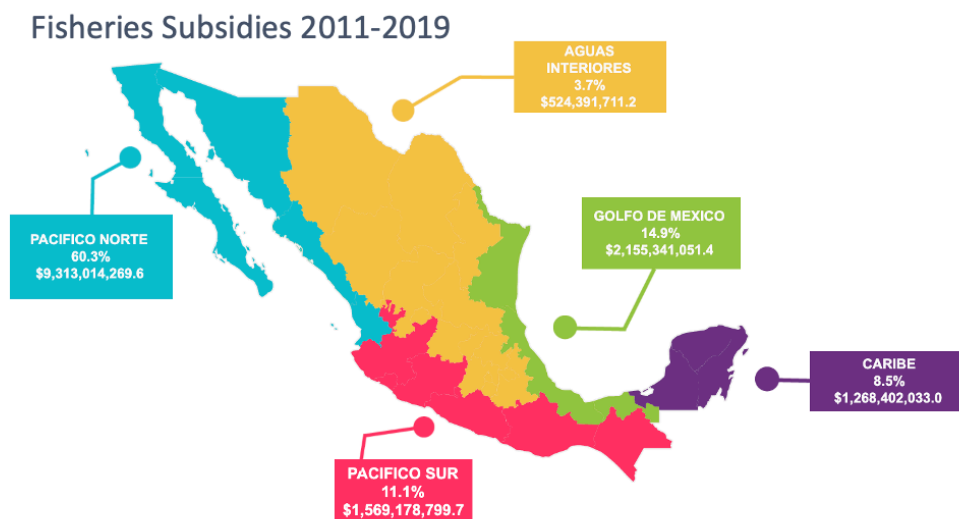 Fisheries Subsidies 2011-2019
AGUAS
INTERIORES
3.7%
$524,391,711.2
GOLFO DE MEXICO
14.9%
$2,155,341,051.4
PACIFICO NORTE
60.3%
$9,313,014,269.6
CARIBE
8.5%
$1,268,402,033.0
PACIFICO SUR
11.1%
$1,569,178,799.7